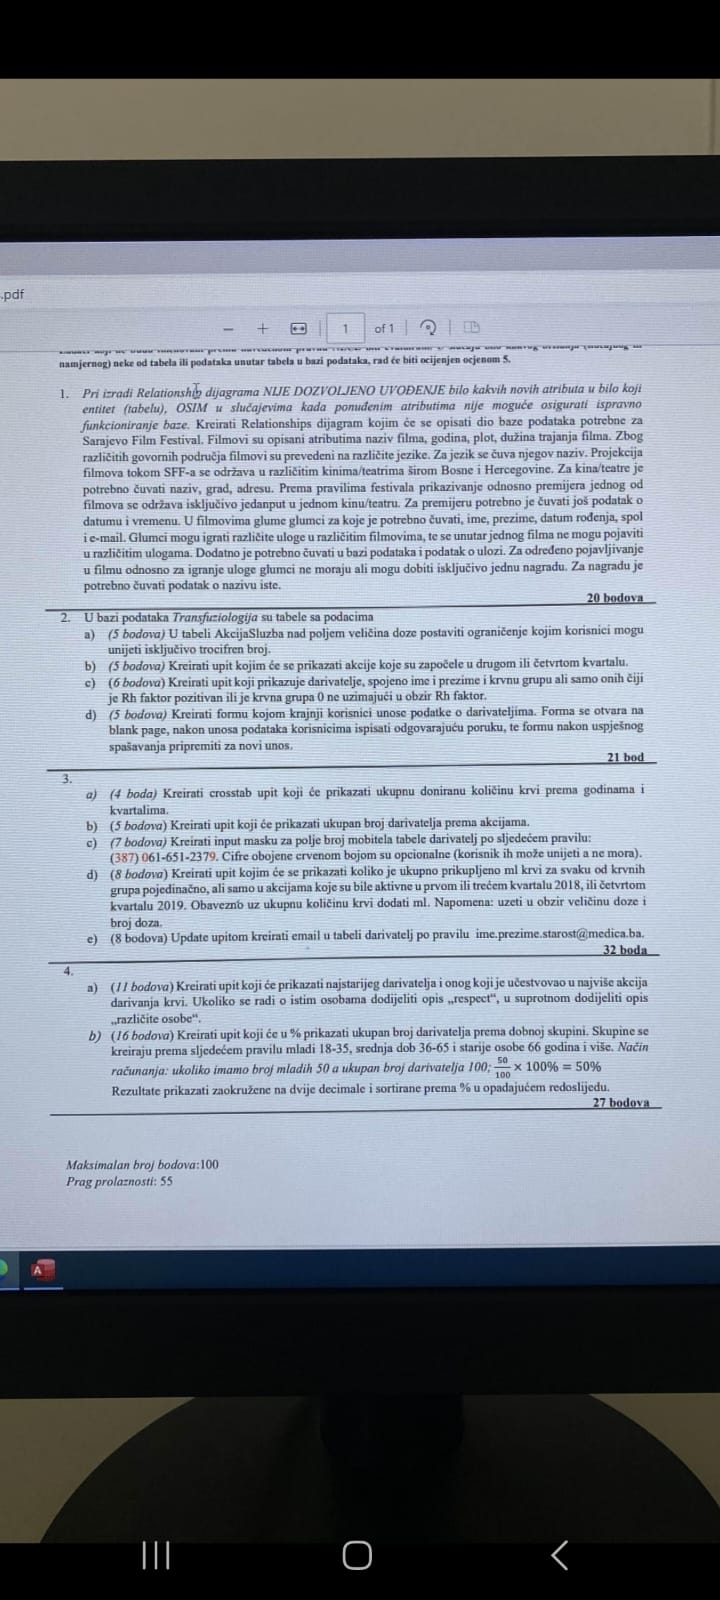 .pdf
1 of 1
namjernog) neke od tabela ili podataka unutar tabela u bazi podataka, rad će biti ocijenjen ocjenom 5.
1. Pri izradi Relationship dijagrama NIJE DOZVOLJENO UVOĐENJE bilo kakvih novih atributa u bilo koji
entitet (tabelu), OSIM u slučajevima kada ponuđenim atributima nije moguće osigurati ispravno
funkcioniranje baze. Kreirati Relationships dijagram kojim će se opisati dio baze podataka potrebne za
Sarajevo Film Festival. Filmovi su opisani atributima naziv filma, godina, plot, dužina trajanja filma. Zbog
različitih govornih područja filmovi su prevedeni na različite jezike. Za jezik se čuva njegov naziv. Projekcija
filmova tokom SFF-a se održava u različitim kinima/teatrima širom Bosne i Hercegovine. Za kina/teatre je
potrebno čuvati naziv, grad, adresu. Prema pravilima festivala prikazivanje odnosno premijera jednog od
filmova se održava isključivo jedanput u jednom kinu/teatru. Za premijeru potrebno je čuvati još podatak o
datumu i vremenu. U filmovima glume glumci za koje je potrebno čuvati, ime, prezime, datum rođenja, spol
i e-mail. Glumci mogu igrati različite uloge u različitim filmovima, te se unutar jednog filma ne mogu pojaviti
u različitim ulogama. Dodatno je potrebno čuvati u bazi podataka i podatak o ulozi. Za određeno pojavljivanje
u filmu odnosno za igranje uloge glumci ne moraju ali mogu dobiti isključivo jednu nagradu. Za nagradu je
potrebno čuvati podatak o nazivu iste.
20 bodova
2. U bazi podataka Transfuziologija su tabele sa podacima
a) (5 bodova) U tabeli AkcijaSluzba nad poljem veličina doze postaviti ograničenje kojim korisnici mogu
unijeti isključivo trocifren broj.
b) (5 bodova) Kreirati upit kojim će se prikazati akcije koje su započele u drugom ili četvrtom kvartalu.
c) (6 bodova) Kreirati upit koji prikazuje darivatelje, spojeno ime i prezime i krvnu grupu ali samo onih čiji
je Rh faktor pozitivan ili je krvna grupa 0 ne uzimajući u obzir Rh faktor.
d) (5 bodova) Kreirati formu kojom krajnji korisnici unose podatke o darivateljima. Forma se otvara na
blank page, nakon unosa podataka korisnicima ispisati odgovarajuću poruku, te formu nakon uspješnog
spašavanja pripremiti za novi unos.
21 bod
3.
a) (4 boda) Kreirati crosstab upit koji će prikazati ukupnu doniranu količinu krvi prema godinama i
kvartalima.
b) (5 bodova) Kreirati upit koji će prikazati ukupan broj darivatelja prema akcijama.
c) (7 bodova) Kreirati input masku za polje broj mobitela tabele darivatelj po sljedećem pravilu:
(387) 061-651-2379. Cifre obojene crvenom bojom su opcionalne (korisnik ih može unijeti a ne mora).
d) (8 bodova) Kreirati upit kojim će se prikazati koliko je ukupno prikupljeno ml krvi za svaku od krvnih
grupa pojedinačno, ali samo u akcijama koje su bile aktivne u prvom ili trećem kvartalu 2018, ili četvrtom
kvartalu 2019. Obavezno uz ukupnu količinu krvi dodati ml. Napomena: uzeti u obzir veličinu doze i
broj doza.
e) (8 bodova) Update upitom kreirati email u tabeli darivatelj po pravilu ime.prezime.starost@medica.ba.
32 boda
4.
a) (11 bodova) Kreirati upit koji će prikazati najstarijeg darivatelja i onog koji je učestvovao u najviše akcija
darivanja krvi. Ukoliko se radi o istim osobama dodijeliti opis „respect“, u suprotnom dodijeliti opis
„različite osobe“.
b) (16 bodova) Kreirati upit koji će u % prikazati ukupan broj darivatelja prema dobnoj skupini. Skupine se
kreiraju prema sljedećem pravilu mladi 18-35, srednja dob 36-65 i starije osobe 66 godina i više. Način
računanja: ukoliko imamo broj mladih 50 a ukupan broj darivatelja 100; 50/100 x 100% = 50%
Rezultate prikazati zaokružene na dvije decimale i sortirane prema % u opadajućem redoslijedu.
27 bodova
Maksimalan broj bodova:100
Prag prolaznosti: 55